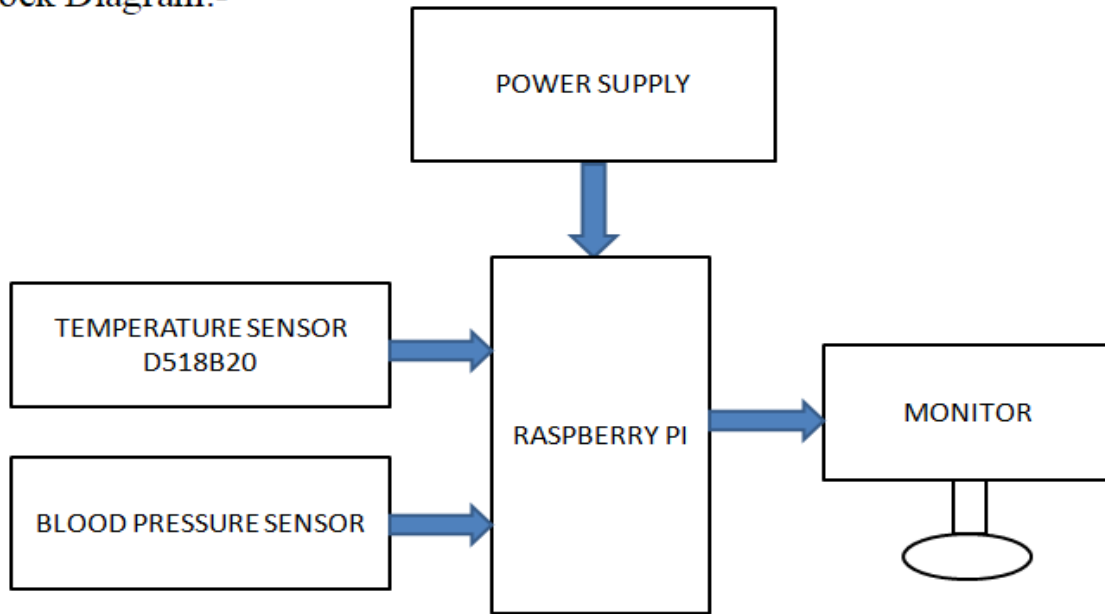 ock Diagram:-
POWER SUPPLY
TEMPERATURE SENSOR
D518B20
RASPBERRY PI
MONITOR
BLOOD PRESSURE SENSOR